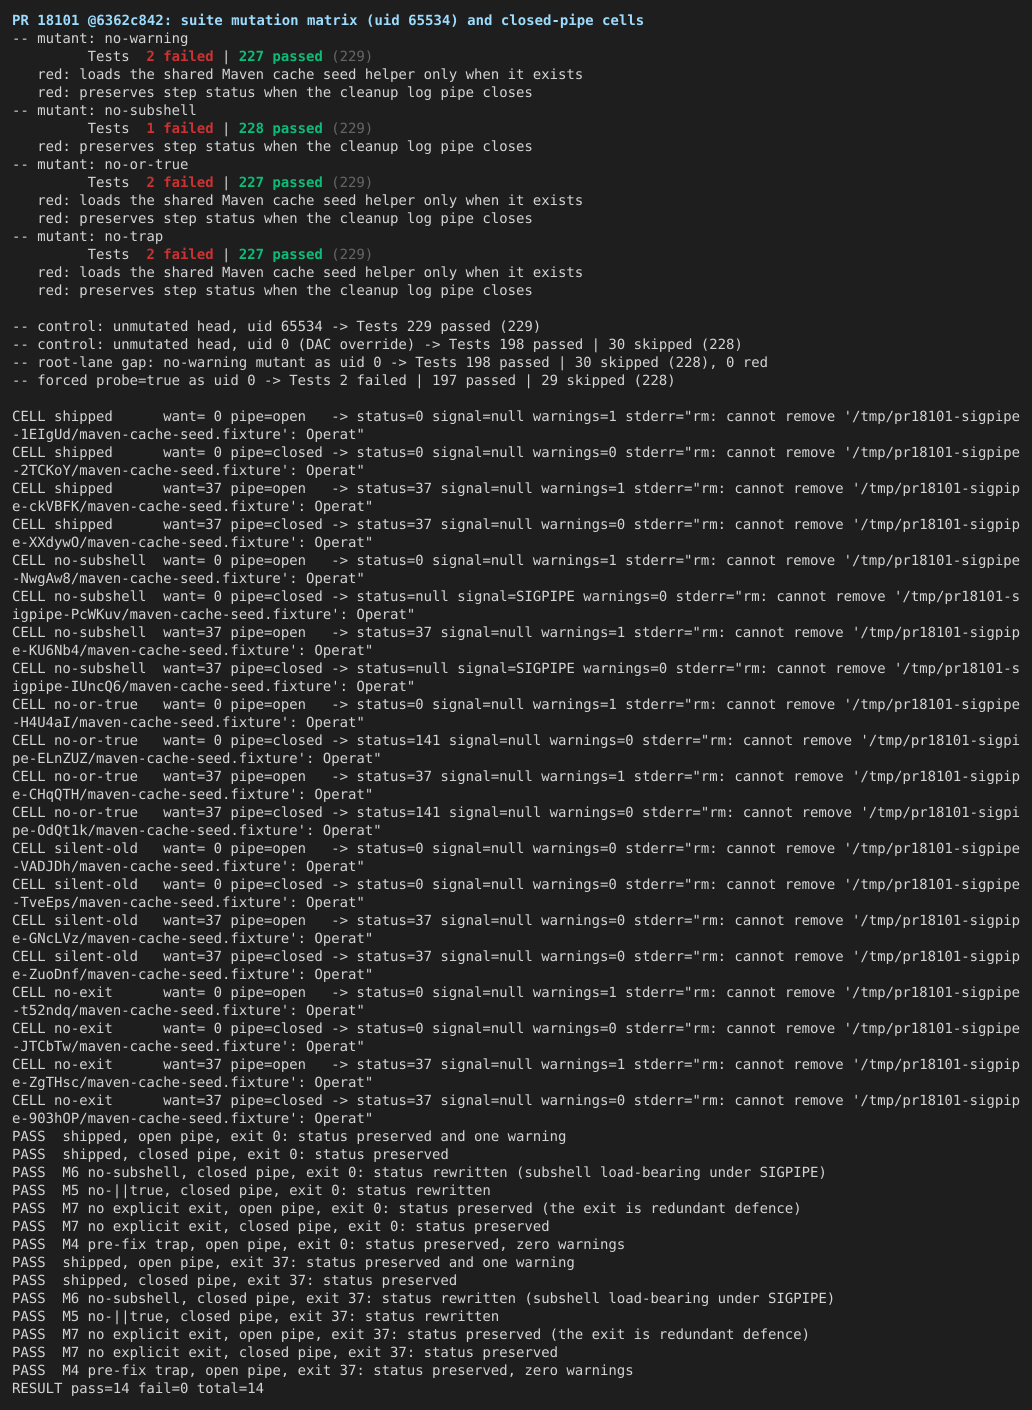 PR 18101 @6362c842: suite mutation matrix (uid 65534) and closed-pipe cells
-- mutant: no-warning
Tests  2 failed | 227 passed (229)
red: loads the shared Maven cache seed helper only when it exists
red: preserves step status when the cleanup log pipe closes
-- mutant: no-subshell
Tests  1 failed | 228 passed (229)
red: preserves step status when the cleanup log pipe closes
-- mutant: no-or-true
Tests  2 failed | 227 passed (229)
red: loads the shared Maven cache seed helper only when it exists
red: preserves step status when the cleanup log pipe closes
-- mutant: no-trap
Tests  2 failed | 227 passed (229)
red: loads the shared Maven cache seed helper only when it exists
red: preserves step status when the cleanup log pipe closes
-- control: unmutated head, uid 65534 -> Tests 229 passed (229)
-- control: unmutated head, uid 0 (DAC override) -> Tests 198 passed | 30 skipped (228)
-- root-lane gap: no-warning mutant as uid 0 -> Tests 198 passed | 30 skipped (228), 0 red
-- forced probe=true as uid 0 -> Tests 2 failed | 197 passed | 29 skipped (228)
CELL shipped      want= 0 pipe=open   -> status=0 signal=null warnings=1 stderr="rm: cannot remove '/tmp/pr18101-sigpipe
-1EIgUd/maven-cache-seed.fixture': Operat"
CELL shipped      want= 0 pipe=closed -> status=0 signal=null warnings=0 stderr="rm: cannot remove '/tmp/pr18101-sigpipe
-2TCKoY/maven-cache-seed.fixture': Operat"
CELL shipped      want=37 pipe=open   -> status=37 signal=null warnings=1 stderr="rm: cannot remove '/tmp/pr18101-sigpip
e-ckVBFK/maven-cache-seed.fixture': Operat"
CELL shipped      want=37 pipe=closed -> status=37 signal=null warnings=0 stderr="rm: cannot remove '/tmp/pr18101-sigpip
e-XXdywO/maven-cache-seed.fixture': Operat"
CELL no-subshell  want= 0 pipe=open   -> status=0 signal=null warnings=1 stderr="rm: cannot remove '/tmp/pr18101-sigpipe
-NwgAw8/maven-cache-seed.fixture': Operat"
CELL no-subshell  want= 0 pipe=closed -> status=null signal=SIGPIPE warnings=0 stderr="rm: cannot remove '/tmp/pr18101-s
igpipe-PcWKuv/maven-cache-seed.fixture': Operat"
CELL no-subshell  want=37 pipe=open   -> status=37 signal=null warnings=1 stderr="rm: cannot remove '/tmp/pr18101-sigpip
e-KU6Nb4/maven-cache-seed.fixture': Operat"
CELL no-subshell  want=37 pipe=closed -> status=null signal=SIGPIPE warnings=0 stderr="rm: cannot remove '/tmp/pr18101-s
igpipe-IUncQ6/maven-cache-seed.fixture': Operat"
CELL no-or-true   want= 0 pipe=open   -> status=0 signal=null warnings=1 stderr="rm: cannot remove '/tmp/pr18101-sigpipe
-H4U4aI/maven-cache-seed.fixture': Operat"
CELL no-or-true   want= 0 pipe=closed -> status=141 signal=null warnings=0 stderr="rm: cannot remove '/tmp/pr18101-sigpi
pe-ELnZUZ/maven-cache-seed.fixture': Operat"
CELL no-or-true   want=37 pipe=open   -> status=37 signal=null warnings=1 stderr="rm: cannot remove '/tmp/pr18101-sigpip
e-CHqQTH/maven-cache-seed.fixture': Operat"
CELL no-or-true   want=37 pipe=closed -> status=141 signal=null warnings=0 stderr="rm: cannot remove '/tmp/pr18101-sigpi
pe-OdQt1k/maven-cache-seed.fixture': Operat"
CELL silent-old   want= 0 pipe=open   -> status=0 signal=null warnings=0 stderr="rm: cannot remove '/tmp/pr18101-sigpipe
-VADJDh/maven-cache-seed.fixture': Operat"
CELL silent-old   want= 0 pipe=closed -> status=0 signal=null warnings=0 stderr="rm: cannot remove '/tmp/pr18101-sigpipe
-TveEps/maven-cache-seed.fixture': Operat"
CELL silent-old   want=37 pipe=open   -> status=37 signal=null warnings=0 stderr="rm: cannot remove '/tmp/pr18101-sigpip
e-GNcLVz/maven-cache-seed.fixture': Operat"
CELL silent-old   want=37 pipe=closed -> status=37 signal=null warnings=0 stderr="rm: cannot remove '/tmp/pr18101-sigpip
e-ZuoDnf/maven-cache-seed.fixture': Operat"
CELL no-exit      want= 0 pipe=open   -> status=0 signal=null warnings=1 stderr="rm: cannot remove '/tmp/pr18101-sigpipe
-t52ndq/maven-cache-seed.fixture': Operat"
CELL no-exit      want= 0 pipe=closed -> status=0 signal=null warnings=0 stderr="rm: cannot remove '/tmp/pr18101-sigpipe
-JTCbTw/maven-cache-seed.fixture': Operat"
CELL no-exit      want=37 pipe=open   -> status=37 signal=null warnings=1 stderr="rm: cannot remove '/tmp/pr18101-sigpip
e-ZgTHsc/maven-cache-seed.fixture': Operat"
CELL no-exit      want=37 pipe=closed -> status=37 signal=null warnings=0 stderr="rm: cannot remove '/tmp/pr18101-sigpip
e-903hOP/maven-cache-seed.fixture': Operat"
PASS  shipped, open pipe, exit 0: status preserved and one warning
PASS  shipped, closed pipe, exit 0: status preserved
PASS  M6 no-subshell, closed pipe, exit 0: status rewritten (subshell load-bearing under SIGPIPE)
PASS  M5 no-||true, closed pipe, exit 0: status rewritten
PASS  M7 no explicit exit, open pipe, exit 0: status preserved (the exit is redundant defence)
PASS  M7 no explicit exit, closed pipe, exit 0: status preserved
PASS  M4 pre-fix trap, open pipe, exit 0: status preserved, zero warnings
PASS  shipped, open pipe, exit 37: status preserved and one warning
PASS  shipped, closed pipe, exit 37: status preserved
PASS  M6 no-subshell, closed pipe, exit 37: status rewritten (subshell load-bearing under SIGPIPE)
PASS  M5 no-||true, closed pipe, exit 37: status rewritten
PASS  M7 no explicit exit, open pipe, exit 37: status preserved (the exit is redundant defence)
PASS  M7 no explicit exit, closed pipe, exit 37: status preserved
PASS  M4 pre-fix trap, open pipe, exit 37: status preserved, zero warnings
RESULT pass=14 fail=0 total=14